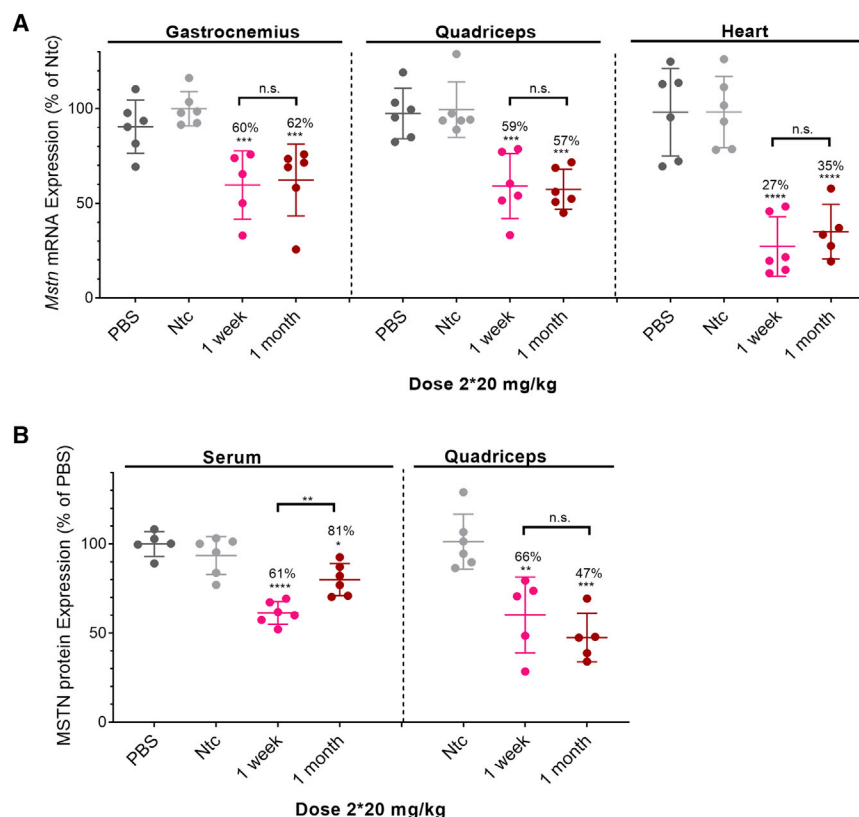 A
Gastrocnemius
Quadriceps
Heart
Mstn mRNA Expression (% of Ntc)
100
50
0
n.s.
60%
***
62%
***
n.s.
59%
***
57%
***
n.s.
27%
****
35%
****
PBS
Ntc
1 week
1 month
PBS
Ntc
1 week
1 month
PBS
Ntc
1 week
1 month
Dose 2*20 mg/kg
B
Serum
Quadriceps
MSTN protein Expression (% of PBS)
100
50
0
**
61%
****
81%
*
n.s.
66%
**
47%
***
PBS
Ntc
1 week
1 month
Ntc
1 week
1 month
Dose 2*20 mg/kg